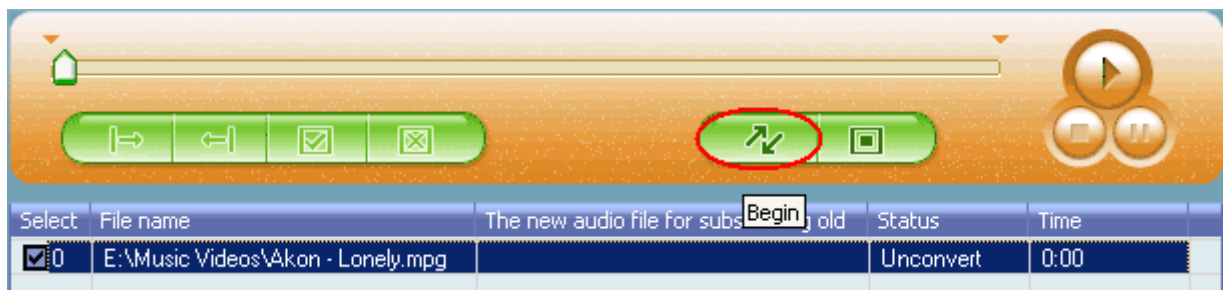 Begin
Select File name The new audio file for subs g old Status Time
0 E:\Music Videos\Akon - Lonely.mpg Unconvert 0:00